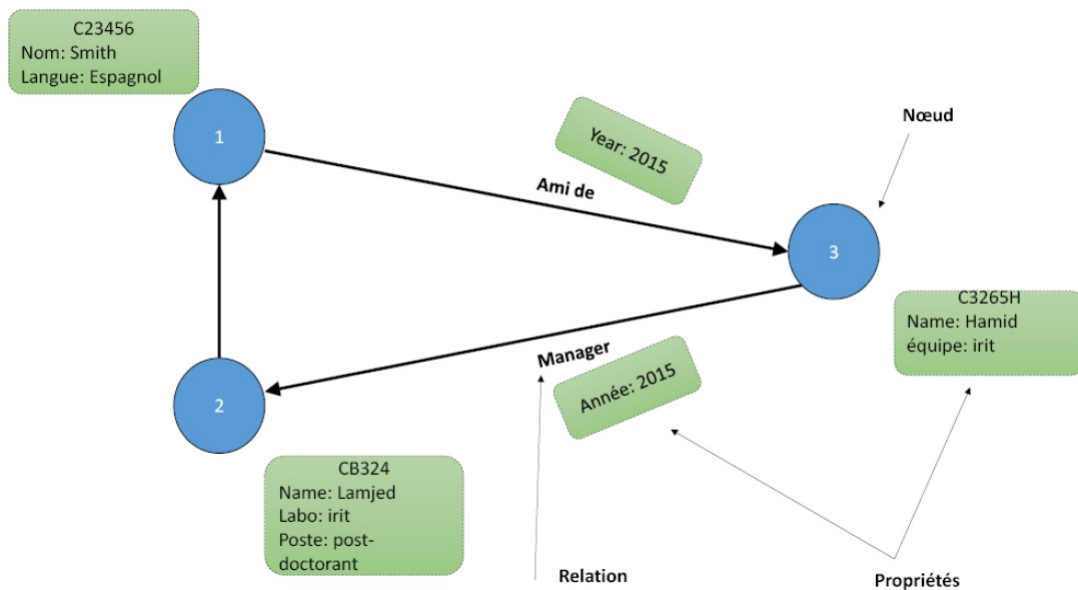 C23456
Nom: Smith
Langue: Espagnol
1
Year: 2015
Nœud
Ami de
3
C3265H
Name: Hamid
équipe: irit
Manager
Année: 2015
2
CB324
Name: Lamjed
Labo: irit
Poste: post-
doctorant
Relation
Propriétés